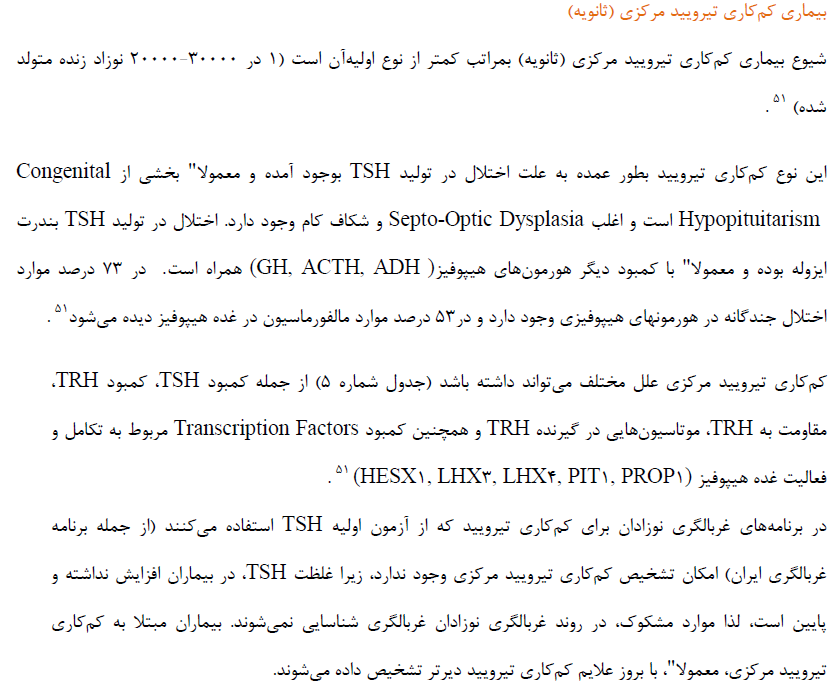 بیماری کم‌کاری تیرویید مرکزی (ثانویه)
شیوع بیماری کم‌کاری تیرویید مرکزی (ثانویه) بمراتب کمتر از نوع اولیه‌آن است (۱ در ۳۰۰۰۰-۲۰۰۰۰ نوزاد زنده متولد
شده) ۵۱ .
این نوع کم‌کاری تیرویید بطور عمده به علت اختلال در تولید TSH بوجود آمده و معمولا" بخشی از Congenital
Hypopituitarism است و اغلب Septo-Optic Dysplasia و شکاف کام وجود دارد. اختلال در تولید TSH بندرت
ایزوله بوده و معمولا" با کمبود دیگر هورمون‌های هیپوفیز( GH, ACTH, ADH) همراه است. در ۷۳ درصد موارد
اختلال جندگانه در هورمونهای هیپوفیزی وجود دارد و در۵۳ درصد موارد مالفورماسیون در غده هیپوفیز دیده می‌شود۵۱ .
کم‌کاری تیرویید مرکزی علل مختلف می‌تواند داشته باشد (جدول شماره ۵) از جمله کمبود TSH، کمبود TRH،
مقاومت به TRH، موتاسیون‌هایی در گیرنده TRH و همچنین کمبود Transcription Factors مربوط به تکامل و
فعالیت غده هیپوفیز (HESX۱, LHX۳, LHX۴, PIT۱, PROP۱) ۵۱ .
در برنامه‌های غربالگری نوزادان برای کم‌کاری تیرویید که از آزمون اولیه TSH استفاده می‌کنند (از جمله برنامه
غربالگری ایران) امکان تشخیص کم‌کاری تیرویید مرکزی وجود ندارد، زیرا غلظت TSH، در بیماران افزایش نداشته و
پایین است، لذا موارد مشکوک، در روند غربالگری نوزادان غربالگری شناسایی نمی‌شوند. بیماران مبتلا به کم‌کاری
تیرویید مرکزی، معمولا"، با بروز علایم کم‌کاری تیرویید دیرتر تشخیص داده می‌شوند.